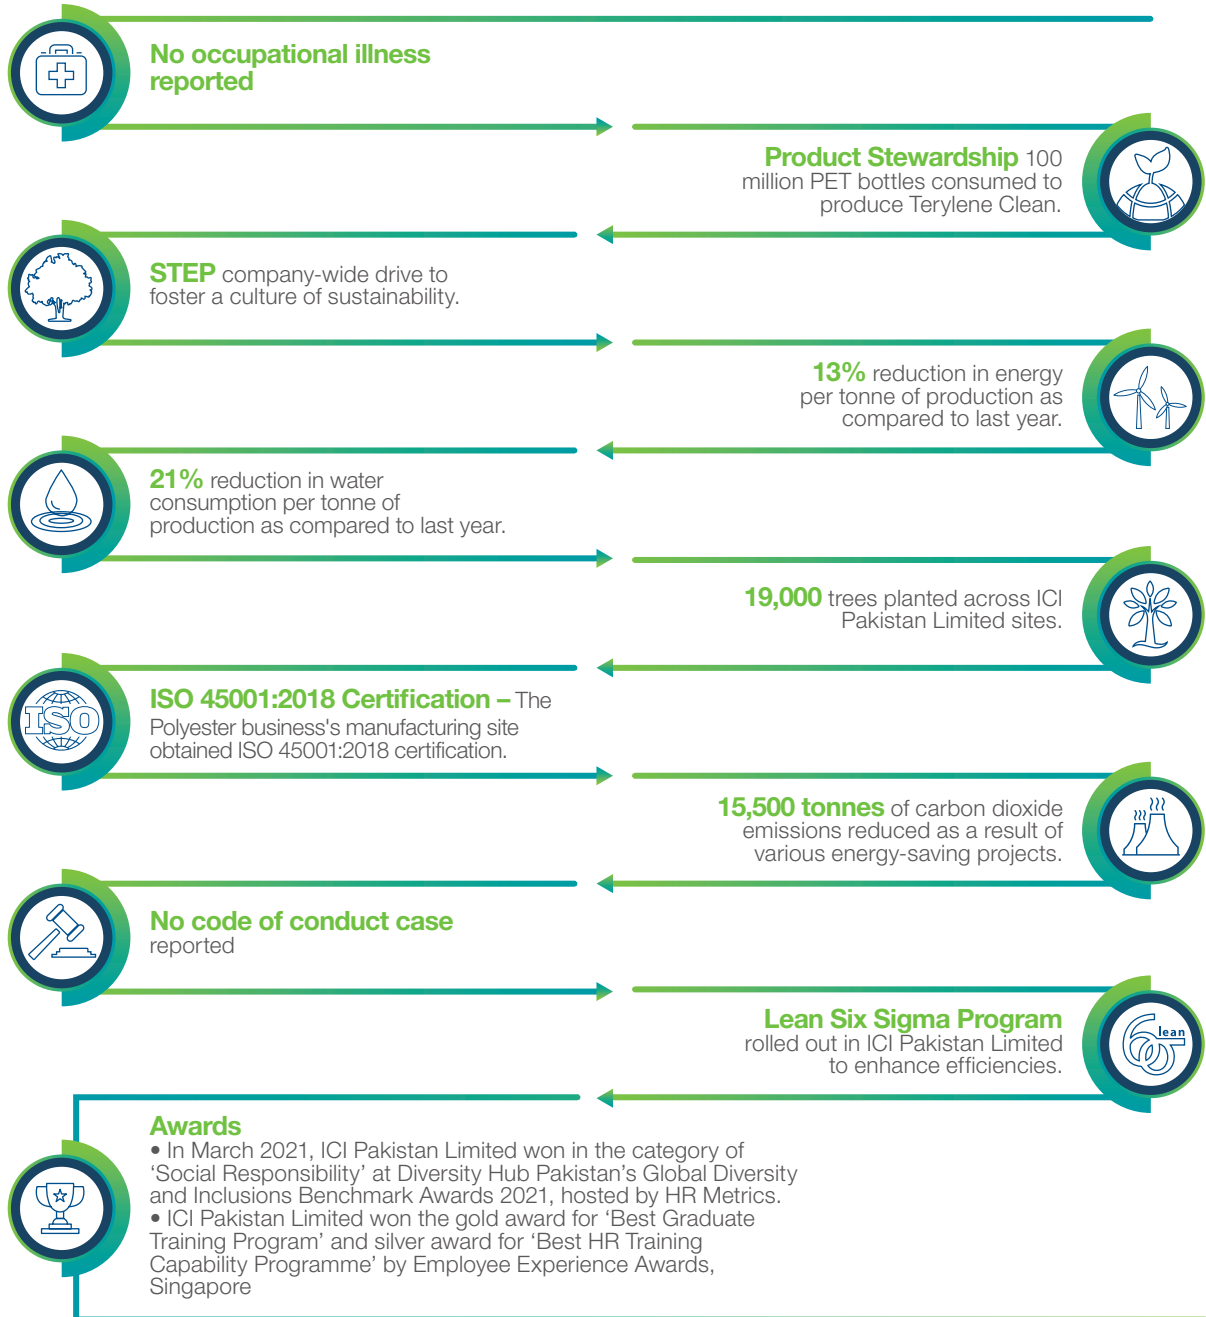 No occupational illness
reported
Product Stewardship 100
million PET bottles consumed to
produce Terylene Clean.
STEP company-wide drive to
foster a culture of sustainability.
13% reduction in energy
per tonne of production as
compared to last year.
21% reduction in water
consumption per tonne of
production as compared to last year.
19,000 trees planted across ICI
Pakistan Limited sites.
ISO
ISO 45001:2018 Certification – The
Polyester business's manufacturing site
obtained ISO 45001:2018 certification.
15,500 tonnes of carbon dioxide
emissions reduced as a result of
various energy-saving projects.
No code of conduct case
reported
Lean Six Sigma Program
rolled out in ICI Pakistan Limited
to enhance efficiencies.
6σ lean
Awards
• In March 2021, ICI Pakistan Limited won in the category of
‘Social Responsibility’ at Diversity Hub Pakistan’s Global Diversity
and Inclusions Benchmark Awards 2021, hosted by HR Metrics.
• ICI Pakistan Limited won the gold award for ‘Best Graduate
Training Program’ and silver award for ‘Best HR Training
Capability Programme’ by Employee Experience Awards,
Singapore